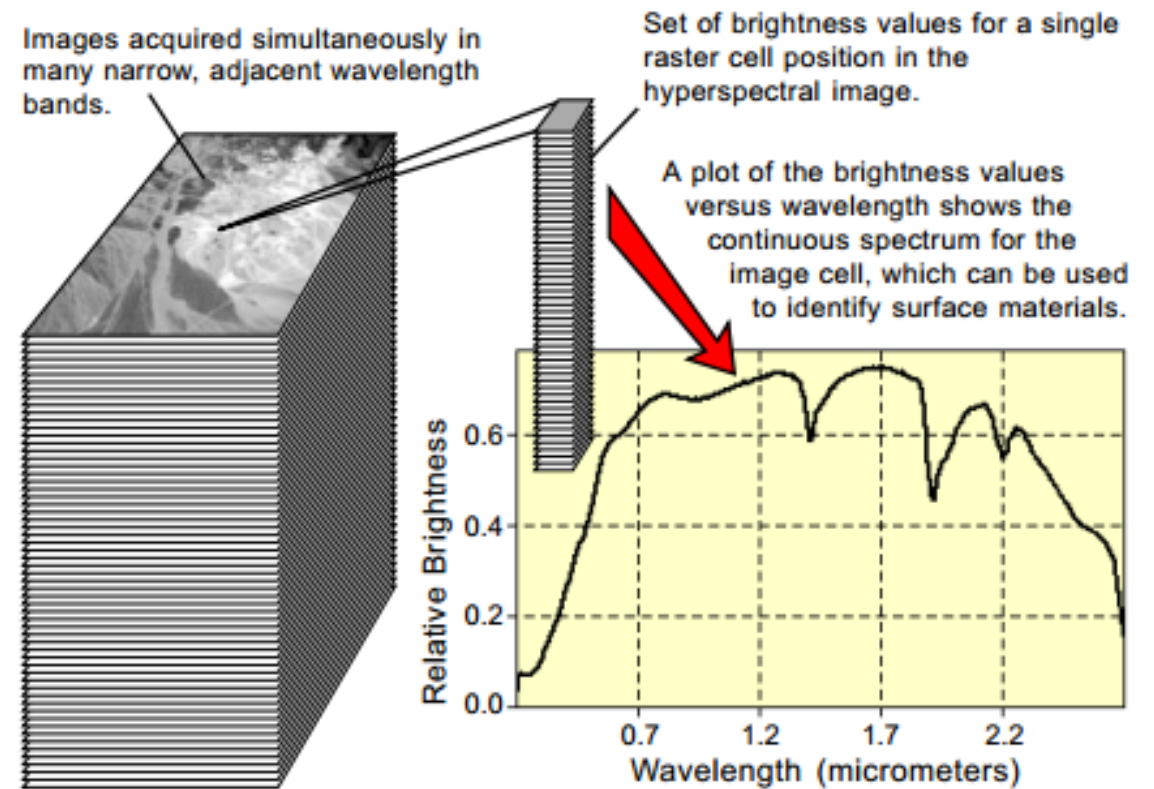 Images acquired simultaneously in
many narrow, adjacent wavelength
bands.
Set of brightness values for a single
raster cell position in the
hyperspectral image.
A plot of the brightness values
versus wavelength shows the
continuous spectrum for the
image cell, which can be used
to identify surface materials.
Relative Brightness
0.6
0.4
0.2
0.0
0.7 1.2 1.7 2.2
Wavelength (micrometers)